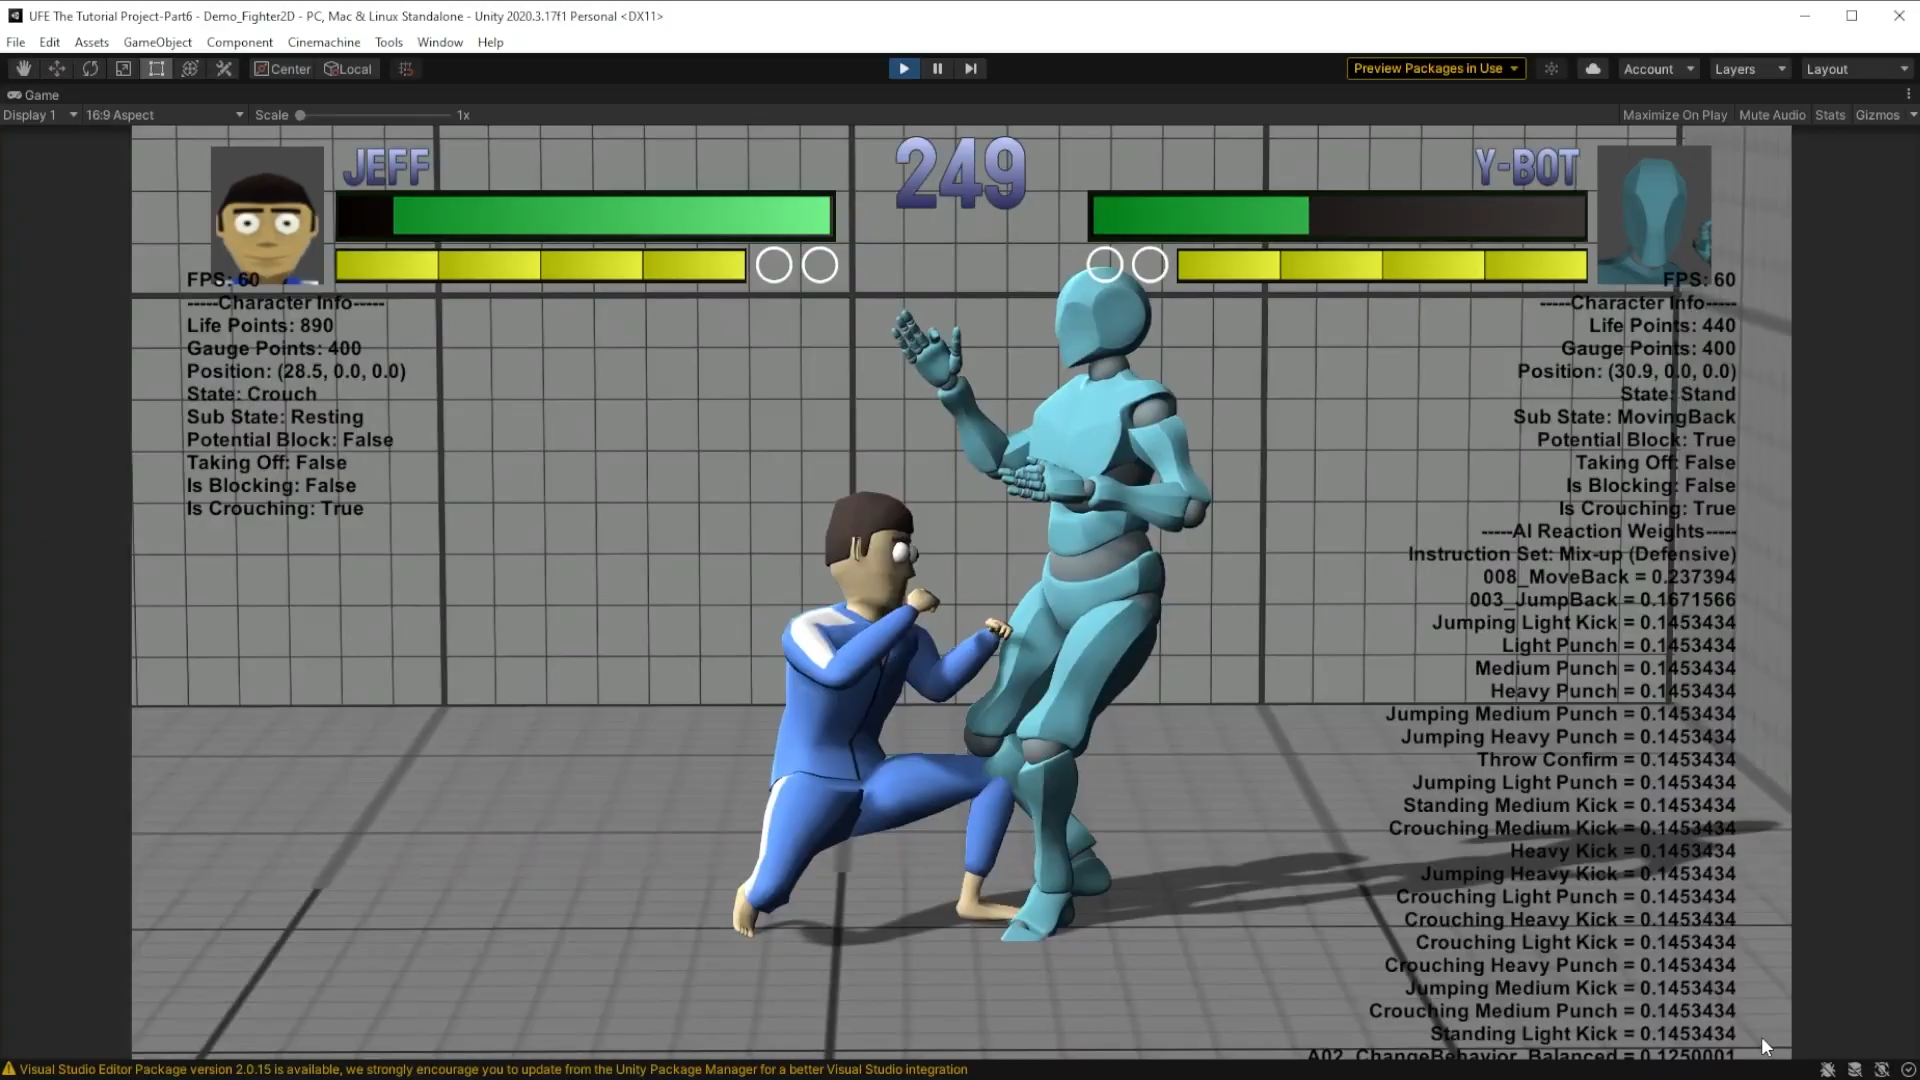 UFE The Tutorial Project-Part6 - Demo_Fighter2D - PC, Mac & Linux Standalone - Unity 2020.3.17f1 Personal <DX11>
File Edit Assets GameObject Component Cinemachine Tools Window Help
Center Local Preview Packages in Use Account Layers Layout
Game
Display 1 16:9 Aspect Scale 1x Maximize On Play Mute Audio Stats Gizmos
JEFF 249 Y-BOT
FPS: 60
-----Character Info-----
Life Points: 890
Gauge Points: 400
Position: (28.5, 0.0, 0.0)
State: Crouch
Sub State: Resting
Potential Block: False
Taking Off: False
Is Blocking: False
Is Crouching: True
FPS: 60
-----Character Info-----
Life Points: 440
Gauge Points: 400
Position: (30.9, 0.0, 0.0)
State: Stand
Sub State: MovingBack
Potential Block: True
Taking Off: False
Is Blocking: False
Is Crouching: True
-----AI Reaction Weights-----
Instruction Set: Mix-up (Defensive)
008_MoveBack = 0.237394
003_JumpBack = 0.1671566
Jumping Light Kick = 0.1453434
Light Punch = 0.1453434
Medium Punch = 0.1453434
Heavy Punch = 0.1453434
Jumping Medium Punch = 0.1453434
Jumping Heavy Punch = 0.1453434
Throw Confirm = 0.1453434
Jumping Light Punch = 0.1453434
Standing Medium Kick = 0.1453434
Crouching Medium Kick = 0.1453434
Heavy Kick = 0.1453434
Jumping Heavy Kick = 0.1453434
Crouching Light Punch = 0.1453434
Crouching Heavy Kick = 0.1453434
Crouching Light Kick = 0.1453434
Crouching Heavy Punch = 0.1453434
Jumping Medium Kick = 0.1453434
Crouching Medium Punch = 0.1453434
Standing Light Kick = 0.1453434
A02_ChangeBehavior_Balanced = 0.1250001
Visual Studio Editor Package version 2.0.15 is available, we strongly encourage you to update from the Unity Package Manager for a better Visual Studio integration